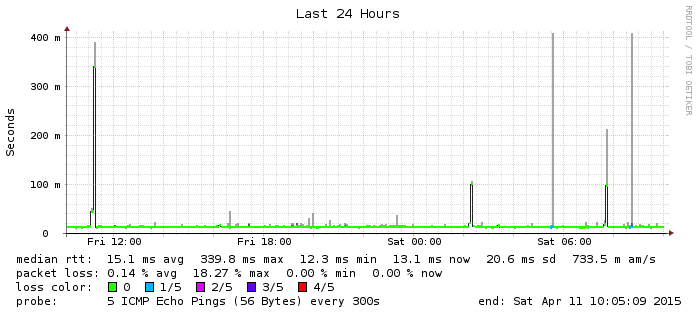 Last 24 Hours
RRDTOOL / TOBI OETIKER
Seconds
400 m
300 m
200 m
100 m
0
Fri 12:00 Fri 18:00 Sat 00:00 Sat 06:00
median rtt: 15.1 ms avg 339.8 ms max 12.3 ms min 13.1 ms now 20.6 ms sd 733.5 m am/s
packet loss: 0.14 % avg 18.27 % max 0.00 % min 0.00 % now
loss color: 0 1/5 2/5 3/5 4/5
probe: 5 ICMP Echo Pings (56 Bytes) every 300s end: Sat Apr 11 10:05:09 2015